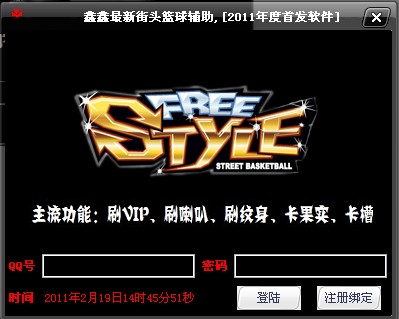 鑫鑫最新街头篮球辅助,[2011年度首发软件]
FREE
STYLE
STREET BASKETBALL
主流功能：刷VIP、刷喇叭、刷纹身、卡果实、卡槽
QQ号 密码
时间 2011年2月19日14时45分51秒 登陆 注册绑定